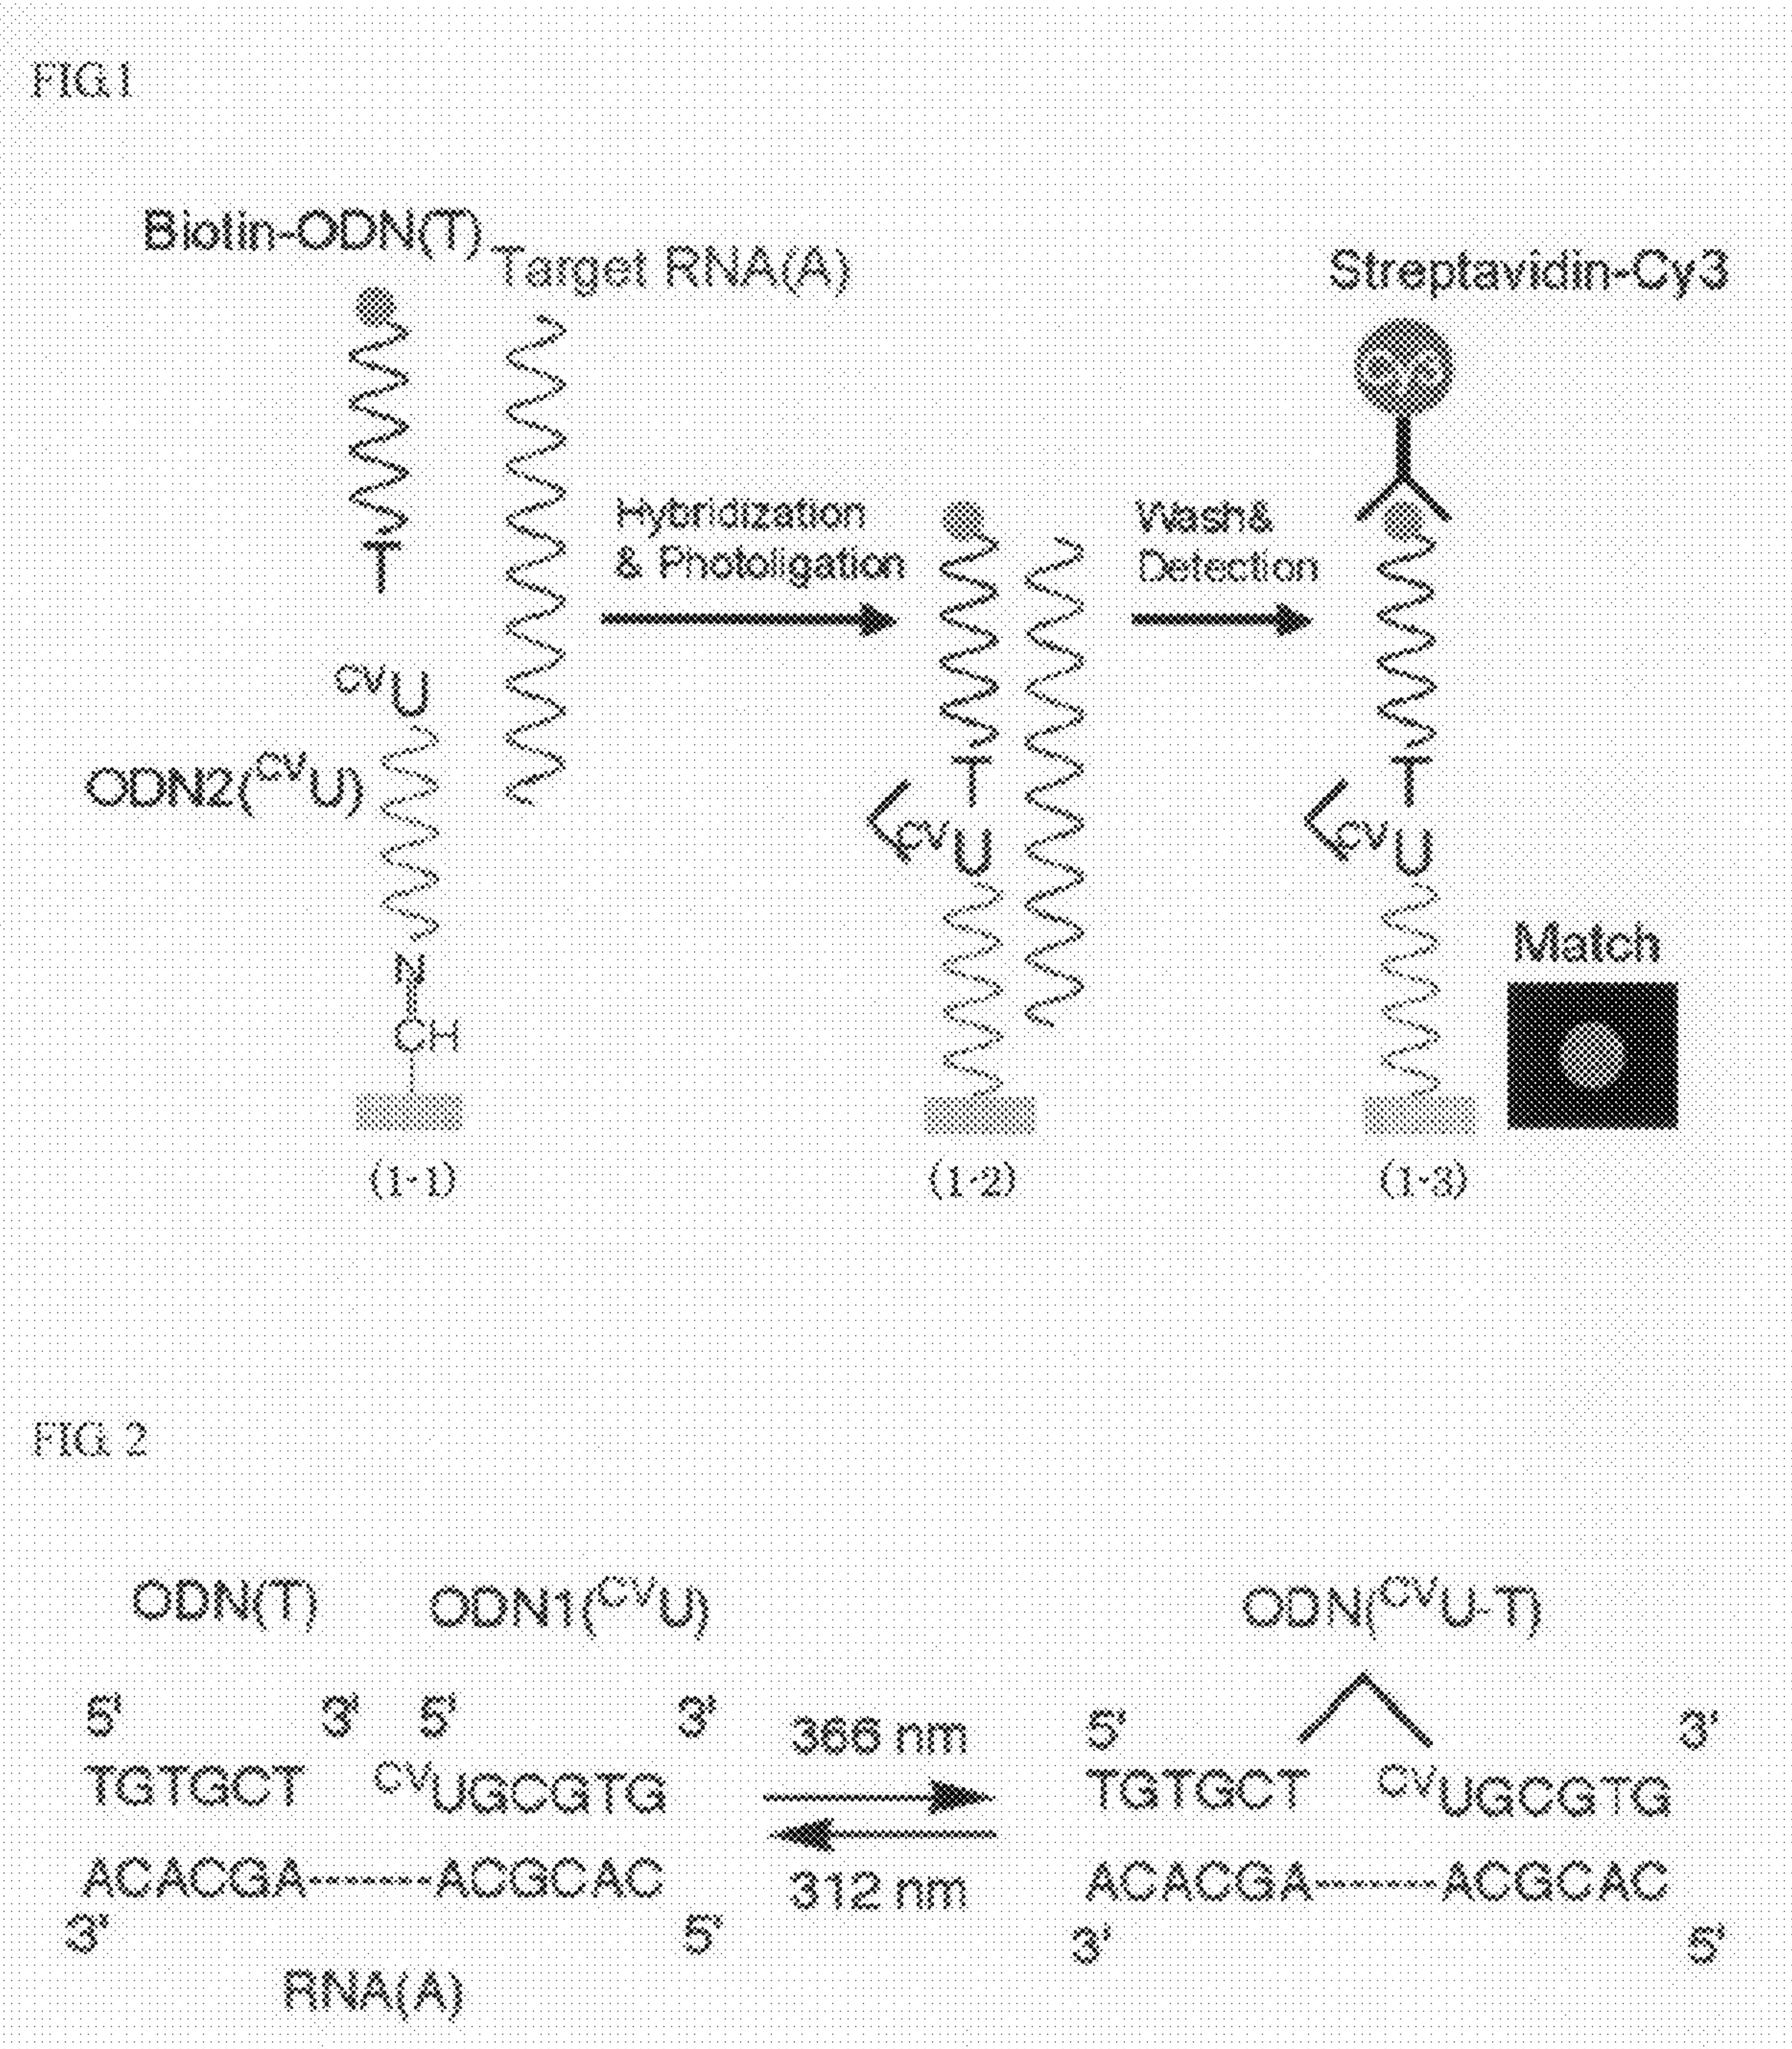 FIG.1
Biotin-ODN(T)
Target RNA(A)
Streptavidin-Cy3
Hybridization
& Photoligation
Wash&
Detection
T
CVU
ODN2(CVU)
N
CH
T
CVU
T
CVU
Match
(1-1)
(1-2)
(1-3)
FIG. 2
ODN(T)
ODN1(CVU)
ODN(CVU-T)
5' 3' 5' 3'
366 nm
5' 3'
TGTGCT CVUGCGTG
TGTGCT CVUGCGTG
ACACGA-------ACGCAC
312 nm
ACACGA-------ACGCAC
3' 5'
3' 5'
RNA(A)